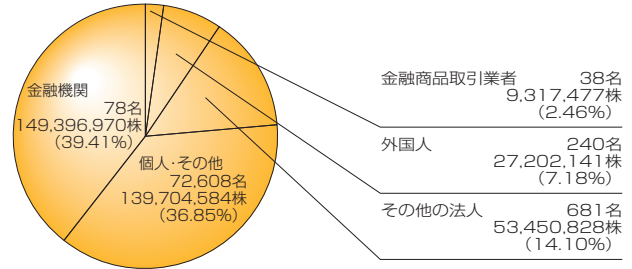 金融機関
78名
149,396,970株
(39.41%)
個人・その他
72,608名
139,704,584株
(36.85%)
金融商品取引業者 38名
9,317,477株
(2.46%)
外国人 240名
27,202,141株
(7.18%)
その他の法人 681名
53,450,828株
(14.10%)